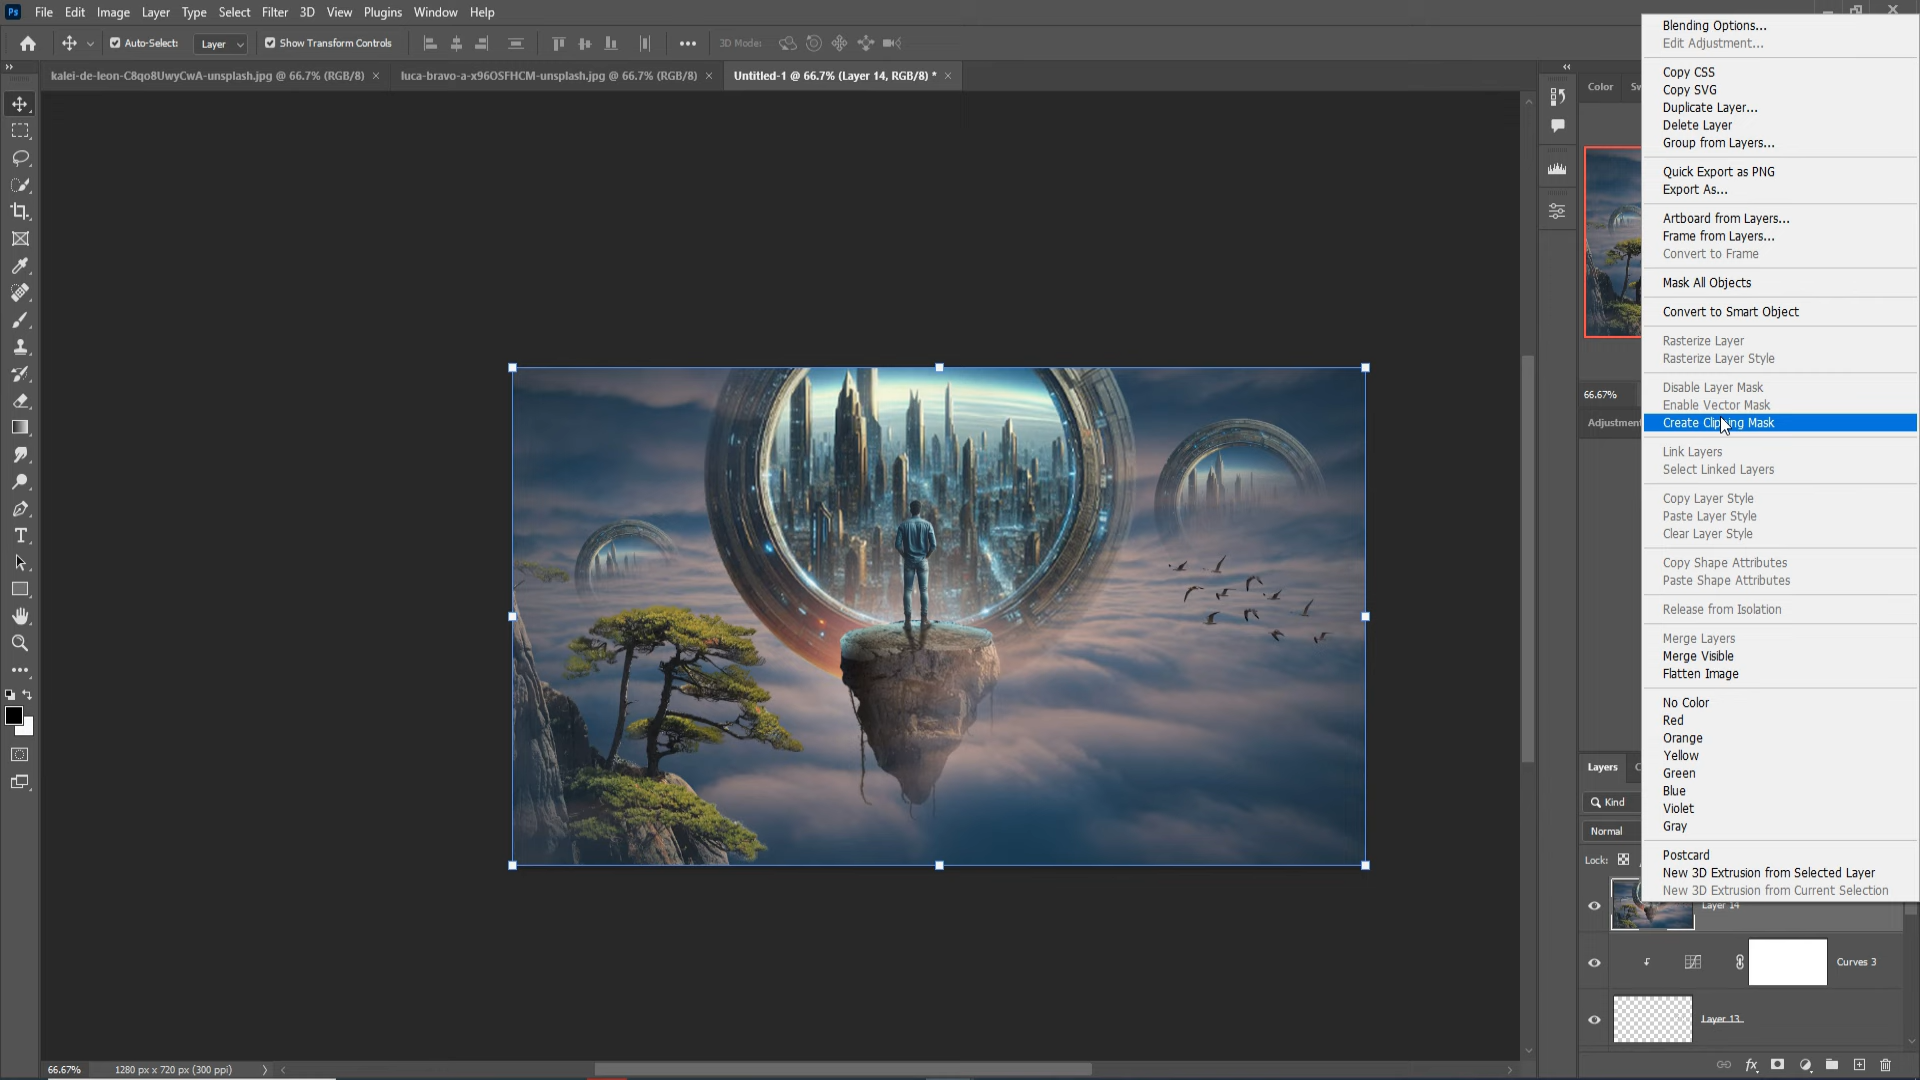 Ps File Edit Image Layer Type Select Filter 3D View Plugins Window Help
Auto-Select: Layer Show Transform Controls 3D Mode:
kalei-de-leon-C8qo8UwyCwA-unsplash.jpg @ 66.7% (RGB/8) × luca-bravo-a-x96OSFHCM-unsplash.jpg @ 66.7% (RGB/8) × Untitled-1 @ 66.7% (Layer 14, RGB/8) * ×
Color Sw
66.67%
Adjustment
Layers C
Kind
Normal
Lock:
Layer 14
Curves 3
Layer 13
Blending Options...
Edit Adjustment...
Copy CSS
Copy SVG
Duplicate Layer...
Delete Layer
Group from Layers...
Quick Export as PNG
Export As...
Artboard from Layers...
Frame from Layers...
Convert to Frame
Mask All Objects
Convert to Smart Object
Rasterize Layer
Rasterize Layer Style
Disable Layer Mask
Enable Vector Mask
Create Clipping Mask
Link Layers
Select Linked Layers
Copy Layer Style
Paste Layer Style
Clear Layer Style
Copy Shape Attributes
Paste Shape Attributes
Release from Isolation
Merge Layers
Merge Visible
Flatten Image
No Color
Red
Orange
Yellow
Green
Blue
Violet
Gray
Postcard
New 3D Extrusion from Selected Layer
New 3D Extrusion from Current Selection
66.67% 1280 px x 720 px (300 ppi)